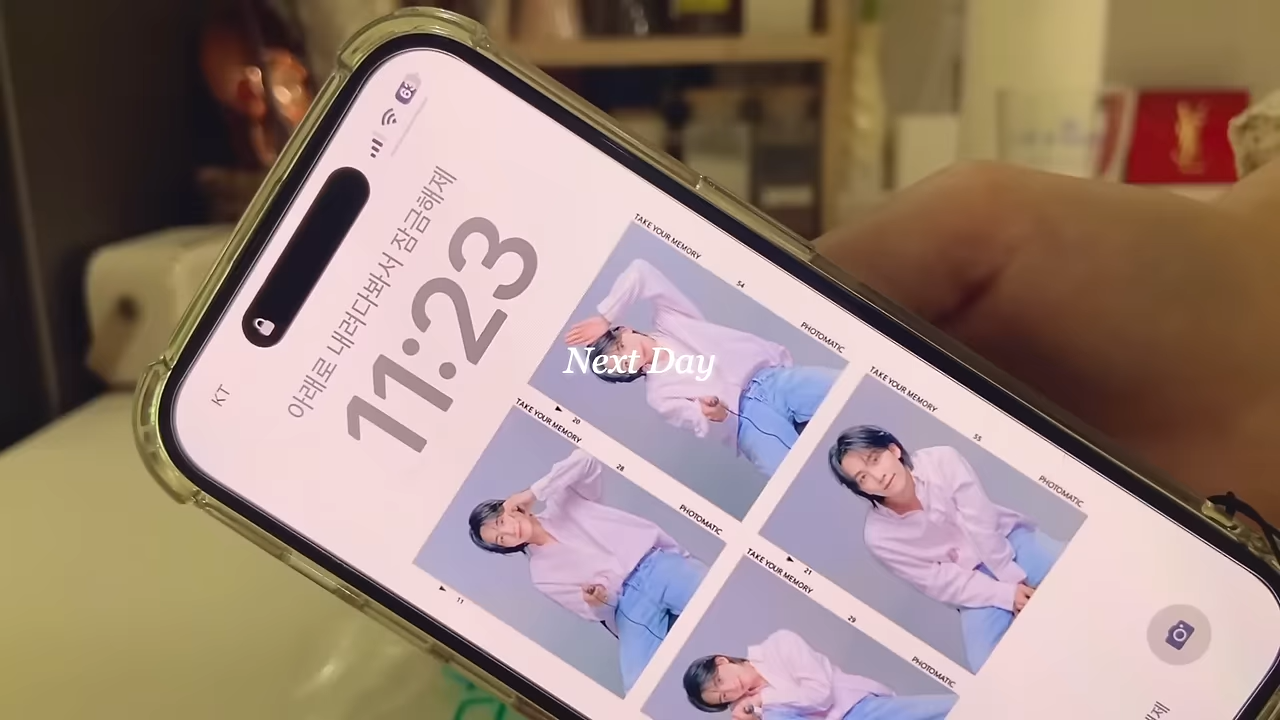 63
KT
아래로 내려다봐서 잠금해제
11:23
Next Day
TAKE YOUR MEMORY
54
PHOTOMATIC
20
TAKE YOUR MEMORY
55
PHOTOMATIC
21
TAKE YOUR MEMORY
28
PHOTOMATIC
11
TAKE YOUR MEMORY
29
PHOTOMATIC